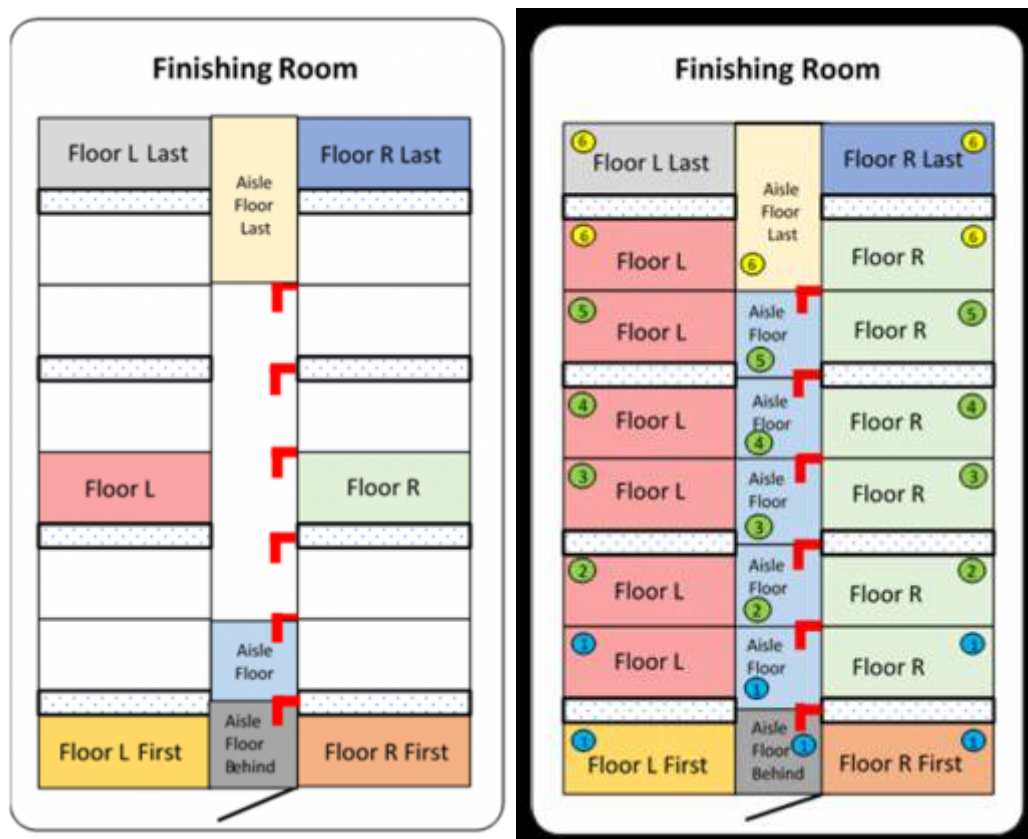 Finishing Room
Floor L Last
Aisle
Floor
Last
Floor R Last
Floor L
Floor R
Aisle
Floor
Floor L First
Aisle
Floor
Behind
Floor R First
Finishing Room
6
Floor L Last
Aisle
Floor
Last
Floor R Last
6
6
Floor L
6
Floor R
6
5
Floor L
Aisle
Floor
5
Floor R
5
4
Floor L
Aisle
Floor
4
Floor R
4
3
Floor L
Aisle
Floor
3
Floor R
3
2
Floor L
Aisle
Floor
2
Floor R
2
1
Floor L
Aisle
Floor
1
Floor R
1
1
Floor L First
Aisle
Floor
1
Behind
Floor R First
1